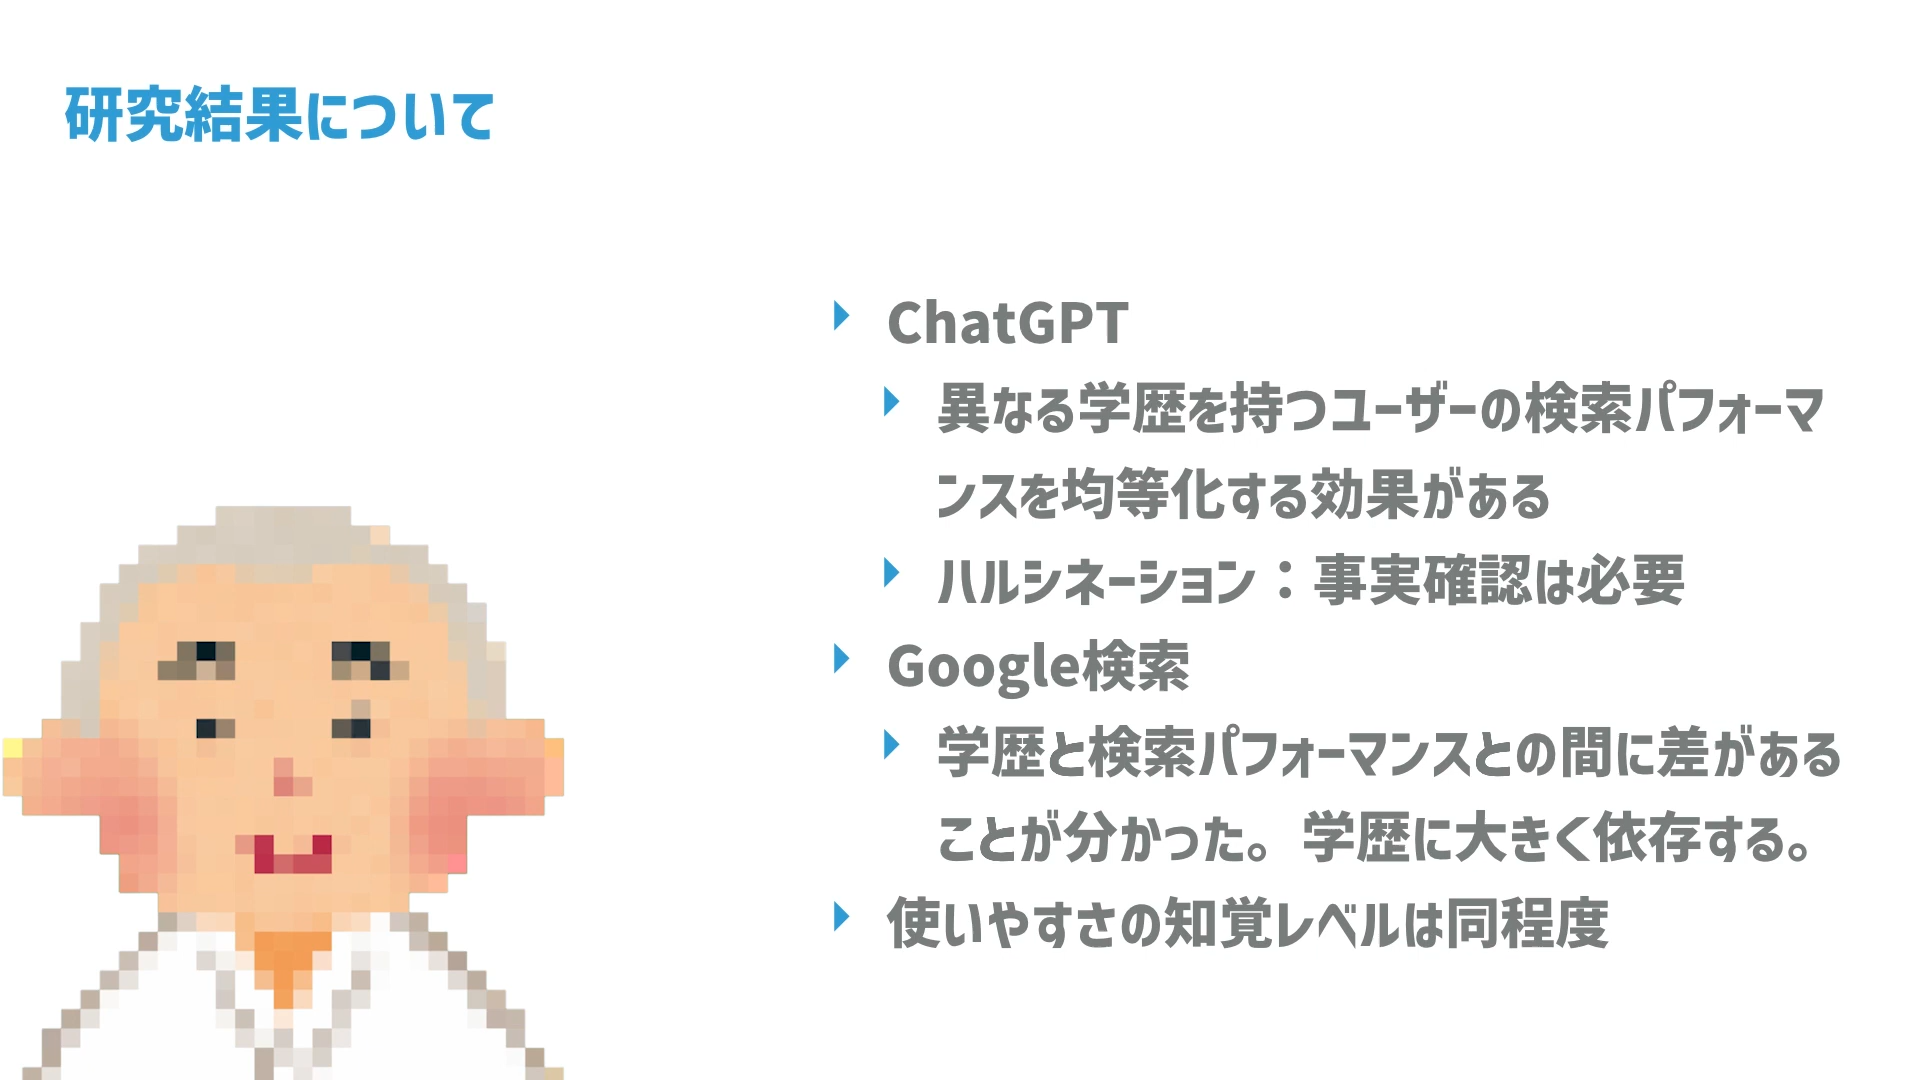 研究結果について
ChatGPT
異なる学歴を持つユーザーの検索パフォーマ
ンスを均等化する効果がある
ハルシネーション：事実確認は必要
Google検索
学歴と検索パフォーマンスとの間に差がある
ことが分かった。学歴に大きく依存する。
使いやすさの知覚レベルは同程度